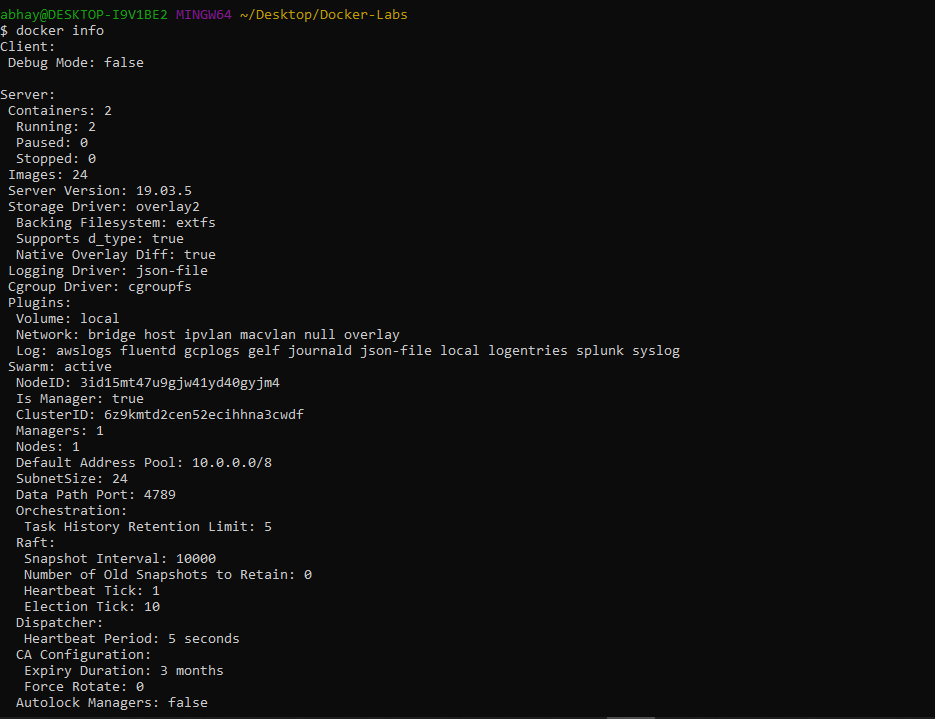 abhay@DESKTOP-I9V1BE2 MINGW64 ~/Desktop/Docker-Labs
$ docker info
Client:
 Debug Mode: false

Server:
 Containers: 2
  Running: 2
  Paused: 0
  Stopped: 0
 Images: 24
 Server Version: 19.03.5
 Storage Driver: overlay2
  Backing Filesystem: extfs
  Supports d_type: true
  Native Overlay Diff: true
 Logging Driver: json-file
 Cgroup Driver: cgroupfs
 Plugins:
  Volume: local
  Network: bridge host ipvlan macvlan null overlay
  Log: awslogs fluentd gcplogs gelf journald json-file local logentries splunk syslog
 Swarm: active
  NodeID: 3id15mt47u9gjw41yd40gyjm4
  Is Manager: true
  ClusterID: 6z9kmtd2cen52ecihhna3cwdf
  Managers: 1
  Nodes: 1
  Default Address Pool: 10.0.0.0/8
  SubnetSize: 24
  Data Path Port: 4789
  Orchestration:
   Task History Retention Limit: 5
  Raft:
   Snapshot Interval: 10000
   Number of Old Snapshots to Retain: 0
   Heartbeat Tick: 1
   Election Tick: 10
  Dispatcher:
   Heartbeat Period: 5 seconds
  CA Configuration:
   Expiry Duration: 3 months
   Force Rotate: 0
  Autolock Managers: false